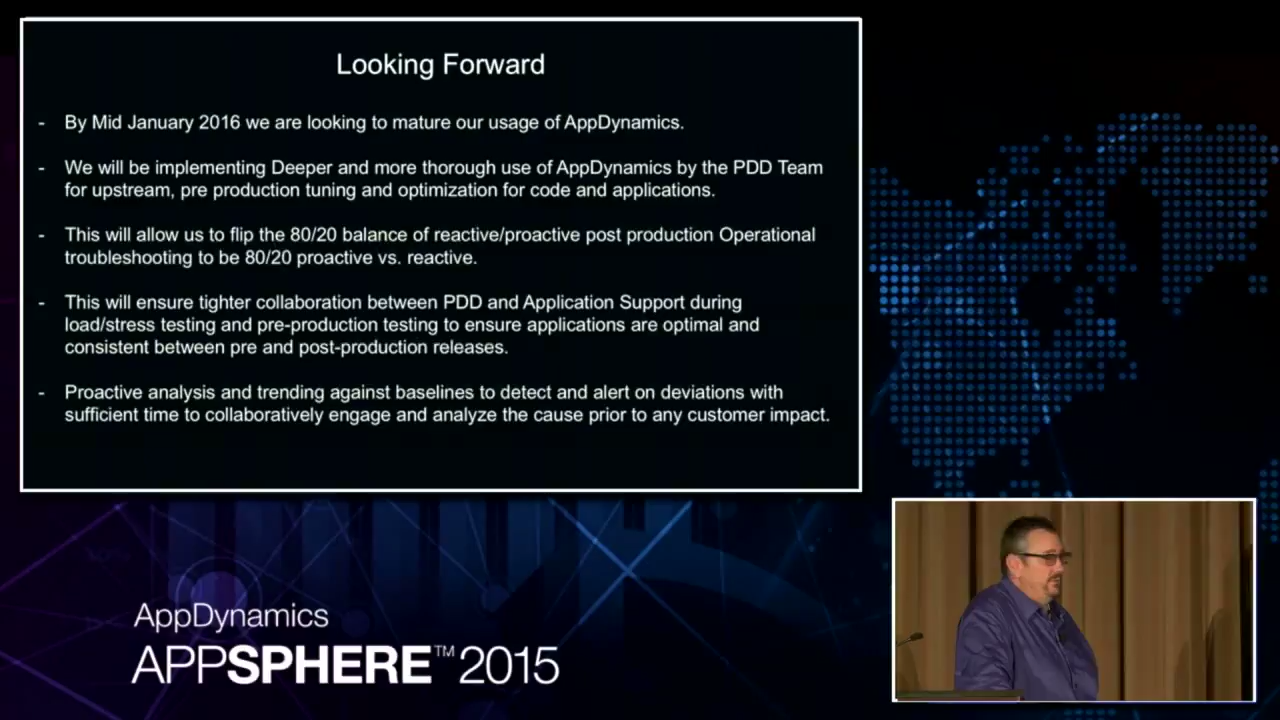 Looking Forward
- By Mid January 2016 we are looking to mature our usage of AppDynamics.
- We will be implementing Deeper and more thorough use of AppDynamics by the PDD Team
for upstream, pre production tuning and optimization for code and applications.
- This will allow us to flip the 80/20 balance of reactive/proactive post production Operational
troubleshooting to be 80/20 proactive vs. reactive.
- This will ensure tighter collaboration between PDD and Application Support during
load/stress testing and pre-production testing to ensure applications are optimal and
consistent between pre and post-production releases.
- Proactive analysis and trending against baselines to detect and alert on deviations with
sufficient time to collaboratively engage and analyze the cause prior to any customer impact.
AppDynamics
APPSPHERE™ 2015